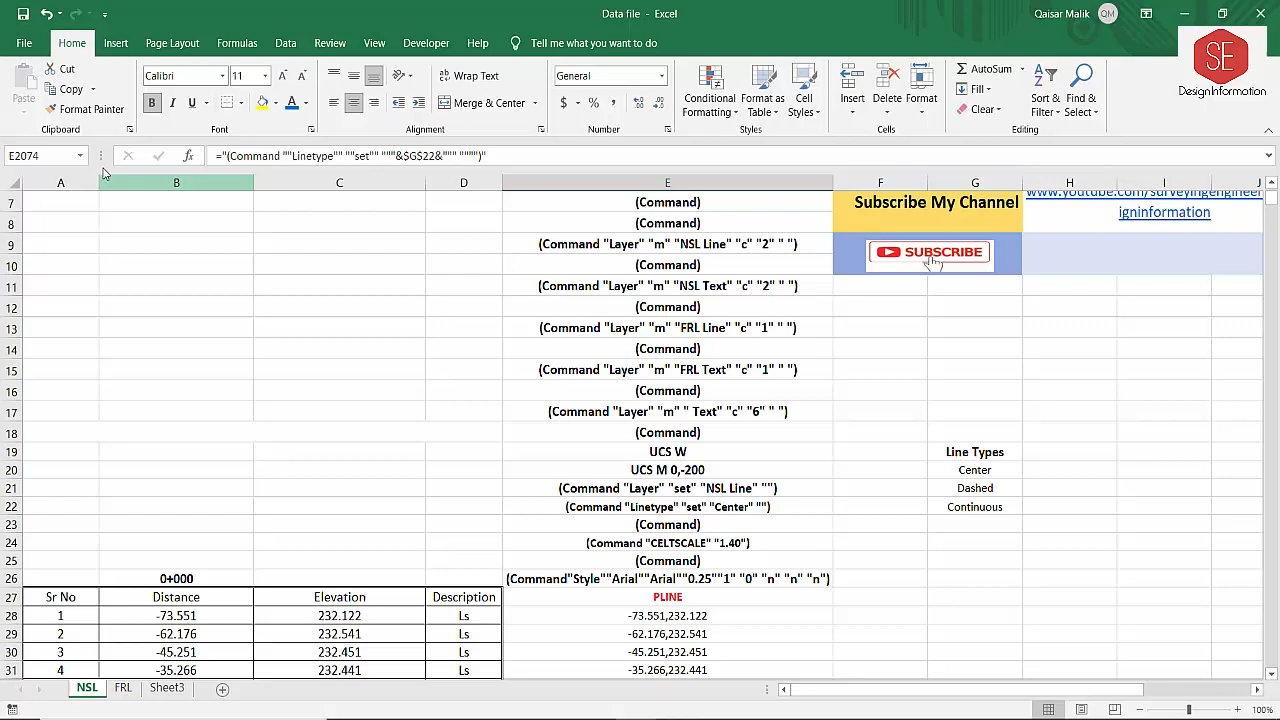 Data file - Excel
Qaisar Malik QM
File Home Insert Page Layout Formulas Data Review View Developer Help Tell me what you want to do
SE
Design Information
Paste
Cut
Copy
Format Painter
Clipboard
Calibri 11
B I U
Font
Wrap Text
Merge & Center
Alignment
General
$ % ,
Number
Conditional Formatting
Format as Table
Cell Styles
Styles
Insert
Delete
Format
Cells
AutoSum
Fill
Clear
Sort & Filter
Find & Select
Editing
E2074 fx ="(Command ""Linetype"" ""set"" """&$G$22&""" """")"
A B C D E F G H I J
7 (Command) Subscribe My Channel www.youtube.com/surveyingengineer
8 (Command) igninformation
9 (Command "Layer" "m" "NSL Line" "c" "2" " ") SUBSCRIBE
10 (Command)
11 (Command "Layer" "m" "NSL Text" "c" "2" " ")
12 (Command)
13 (Command "Layer" "m" "FRL Line" "c" "1" " ")
14 (Command)
15 (Command "Layer" "m" "FRL Text" "c" "1" " ")
16 (Command)
17 (Command "Layer" "m" " Text" "c" "6" " ")
18 (Command)
19 UCS W Line Types
20 UCS M 0,-200 Center
21 (Command "Layer" "set" "NSL Line" "") Dashed
22 (Command "Linetype" "set" "Center" "") Continuous
23 (Command)
24 (Command "CELTSCALE" "1.40")
25 (Command)
26 0+000 (Command"Style""Arial""Arial""0.25""1" "0" "n" "n" "n")
27 Sr No Distance Elevation Description PLINE
28 1 -73.551 232.122 Ls -73.551,232.122
29 2 -62.176 232.541 Ls -62.176,232.541
30 3 -45.251 232.451 Ls -45.251,232.451
31 4 -35.266 232.441 Ls -35.266,232.441
NSL FRL Sheet3
100%